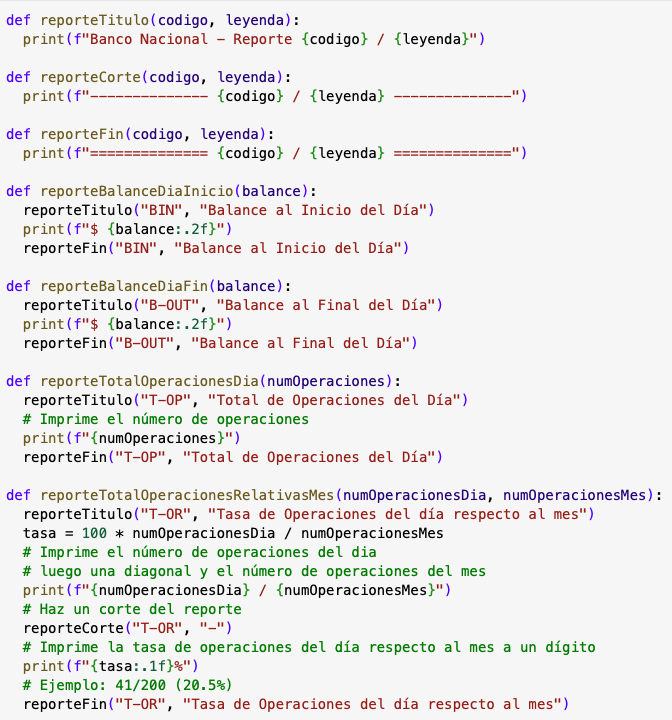 def reporteTitulo(codigo, leyenda):
  print(f"Banco Nacional – Reporte {codigo} / {leyenda}")

def reporteCorte(codigo, leyenda):
  print(f"-------------- {codigo} / {leyenda} --------------")

def reporteFin(codigo, leyenda):
  print(f"============== {codigo} / {leyenda} ==============")

def reporteBalanceDiaInicio(balance):
  reporteTitulo("BIN", "Balance al Inicio del Día")
  print(f"$ {balance:.2f}")
  reporteFin("BIN", "Balance al Inicio del Día")

def reporteBalanceDiaFin(balance):
  reporteTitulo("B-OUT", "Balance al Final del Día")
  print(f"$ {balance:.2f}")
  reporteFin("B-OUT", "Balance al Final del Día")

def reporteTotalOperacionesDia(numOperaciones):
  reporteTitulo("T-OP", "Total de Operaciones del Día")
  # Imprime el número de operaciones
  print(f"{numOperaciones}")
  reporteFin("T-OP", "Total de Operaciones del Día")

def reporteTotalOperacionesRelativasMes(numOperacionesDia, numOperacionesMes):
  reporteTitulo("T-OR", "Tasa de Operaciones del día respecto al mes")
  tasa = 100 * numOperacionesDia / numOperacionesMes
  # Imprime el número de operaciones del dia
  # luego una diagonal y el número de operaciones del mes
  print(f"{numOperacionesDia} / {numOperacionesMes}")
  # Haz un corte del reporte
  reporteCorte("T-OR", "-")
  # Imprime la tasa de operaciones del día respecto al mes a un dígito
  print(f"{tasa:.1f}%")
  # Ejemplo: 41/200 (20.5%)
  reporteFin("T-OR", "Tasa de Operaciones del día respecto al mes")